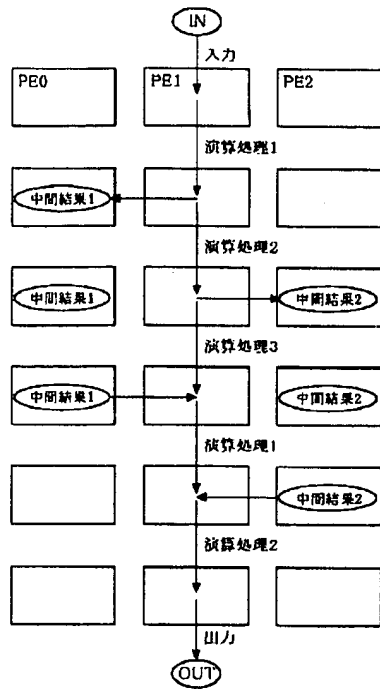 IN
入力
PE0 PE1 PE2
演算処理1
中間結果1
演算処理2
中間結果1 中間結果2
演算処理3
中間結果1 中間結果2
演算処理1
中間結果2
演算処理2
出力
OUT